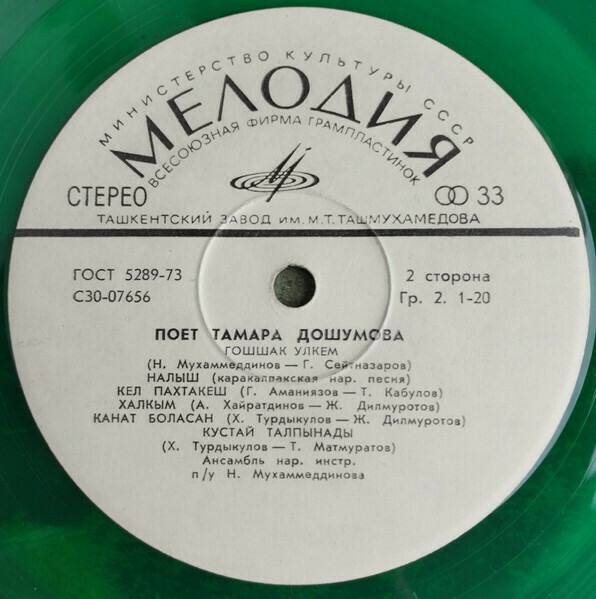 МИНИСТЕРСТВО КУЛЬТУРЫ СССР
МЕЛОДИЯ
ВСЕСОЮЗНАЯ ФИРМА ГРАМПЛАСТИНОК
СТЕРЕО 33
ТАШКЕНТСКИЙ ЗАВОД ИМ. М.Т. ТАШМУХАМЕДОВА
ГОСТ 5289-73 2 сторона
С30-07656 Гр. 2. 1-20
ПОЕТ ТАМАРА ДОШУМОВА
ГОШШАК УЛКЕМ
(Н. Мухаммеддинов — Г. Сейтназаров)
НАЛЫШ (каракалпакская нар. песня)
КЕЛ ПАХТАКЕШ (Г. Аманиязов — Т. Кабулов)
ХАЛКЫМ (А. Хайратдинов — Ж. Дилмуротов)
КАНАТ БОЛАСАН (Х. Турдыкулов — Ж. Дилмуротов)
КУСТАЙ ТАЛПЫНАДЫ
(Х. Турдыкулов — Т. Матмуратов)
Ансамбль нар. инстр.
п/у Н. Мухаммеддинова